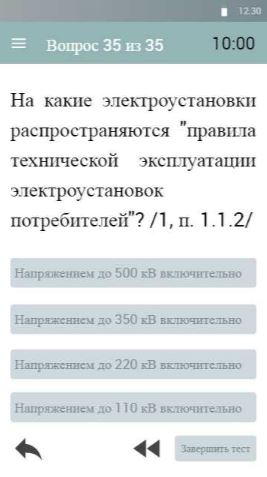 12.30
Вопрос 35 из 35
10:00
На какие электроустановки
распространяются "правила
технической эксплуатации
электроустановок
потребителей"? /1, п. 1.1.2/
Напряжением до 500 кВ включительно
Напряжением до 350 кВ включительно
Напряжением до 220 кВ включительно
Напряжением до 110 кВ включительно
Завершить тест